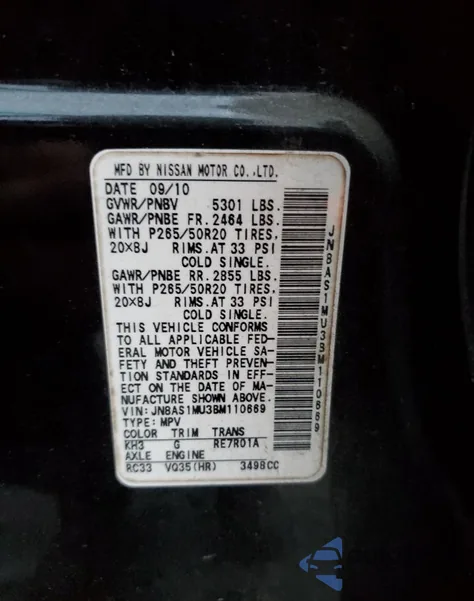 MFD BY NISSAN MOTOR CO.,LTD.
DATE 09/10
GVWR/PNBV 5301 LBS.
GAWR/PNBE FR. 2464 LBS.
WITH P265/50R20 TIRES,
20X8J RIMS.AT 33 PSI
COLD SINGLE.
GAWR/PNBE RR. 2855 LBS.
WITH P265/50R20 TIRES,
20X8J RIMS.AT 33 PSI
COLD SINGLE.
THIS VEHICLE CONFORMS
TO ALL APPLICABLE FED-
ERAL MOTOR VEHICLE SA-
FETY AND THEFT PREVEN-
TION STANDARDS IN EFF-
ECT ON THE DATE OF MA-
NUFACTURE SHOWN ABOVE.
VIN:JN8AS1MU3BM110669
TYPE:MPV
COLOR TRIM TRANS
KH3 G RE7R01A
AXLE ENGINE
RC33 VQ35(HR) 3498CC
JN8AS1MU3BM110669